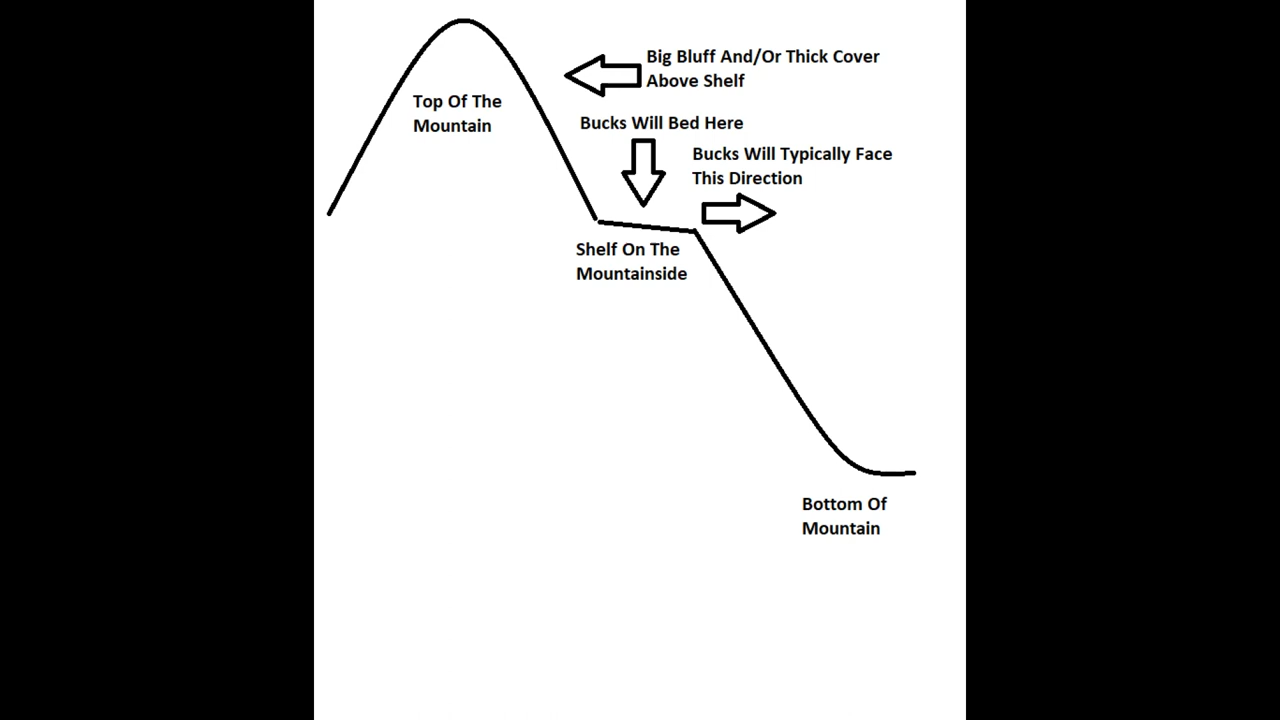 Big Bluff And/Or Thick Cover
Above Shelf
Top Of The
Mountain
Bucks Will Bed Here
Bucks Will Typically Face
This Direction
Shelf On The
Mountainside
Bottom Of
Mountain